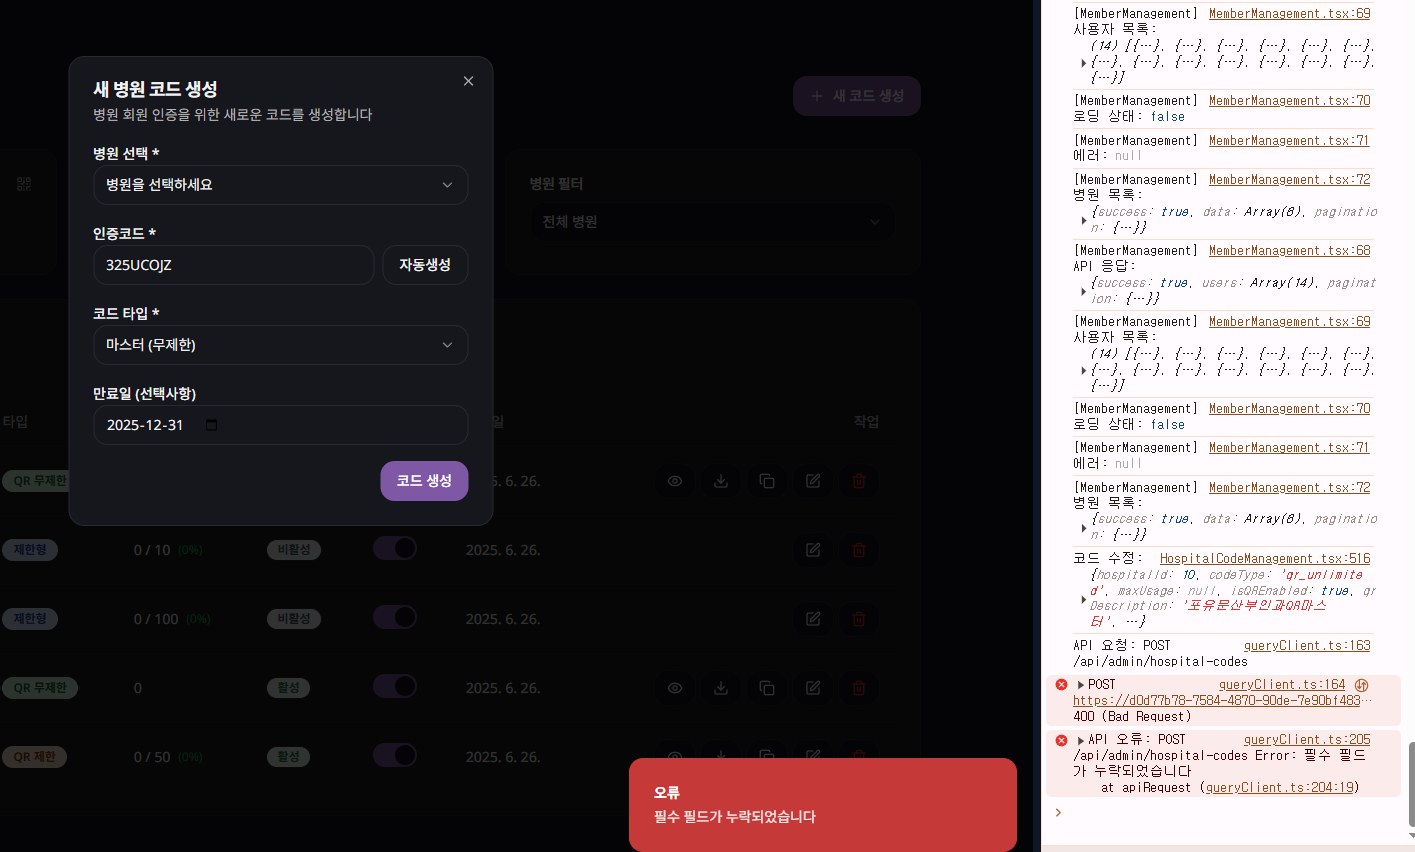 새 병원 코드 생성
병원 회원 인증을 위한 새로운 코드를 생성합니다
병원 선택 *
병원을 선택하세요
인증코드 *
325UCOJZ
자동생성
코드 타입 *
마스터 (무제한)
만료일 (선택사항)
2025-12-31
코드 생성
+ 새 코드 생성
병원 필터
전체 병원
타입
일
작업
QR 무제한
5. 6. 26.
제한형
0 / 10 (0%)
비활성
2025. 6. 26.
제한형
0 / 100 (0%)
비활성
2025. 6. 26.
QR 무제한
0
활성
2025. 6. 26.
QR 제한
0 / 50 (0%)
활성
2025. 6. 26.
오류
필수 필드가 누락되었습니다
[MemberManagement] MemberManagement.tsx:69
사용자 목록:
(14) [{…}, {…}, {…}, {…}, {…}, {…},
{…}, {…}, {…}, {…}, {…}, {…}, {…},
{…}]
[MemberManagement] MemberManagement.tsx:70
로딩 상태: false
[MemberManagement] MemberManagement.tsx:71
에러: null
[MemberManagement] MemberManagement.tsx:72
병원 목록:
{success: true, data: Array(6), paginatio
n: {…}}
[MemberManagement] MemberManagement.tsx:68
API 응답:
{success: true, users: Array(14), paginat
ion: {…}}
[MemberManagement] MemberManagement.tsx:69
사용자 목록:
(14) [{…}, {…}, {…}, {…}, {…}, {…},
{…}, {…}, {…}, {…}, {…}, {…}, {…},
{…}]
[MemberManagement] MemberManagement.tsx:70
로딩 상태: false
[MemberManagement] MemberManagement.tsx:71
에러: null
[MemberManagement] MemberManagement.tsx:72
병원 목록:
{success: true, data: Array(6), paginatio
n: {…}}
코드 수정: HospitalCodeManagement.tsx:516
{hospitalId: 10, codeType: 'qr_unlimite
d', maxUsage: null, isQREnabled: true, qr
Description: '포유문산부인과QR마스
터', …}
API 요청: POST queryClient.ts:163
/api/admin/hospital-codes
POST queryClient.ts:164
https://d0d77b78-7584-4870-90de-7e90bf483…
400 (Bad Request)
API 오류: POST queryClient.ts:205
/api/admin/hospital-codes Error: 필수 필드
가 누락되었습니다
at apiRequest (queryClient.ts:204:19)